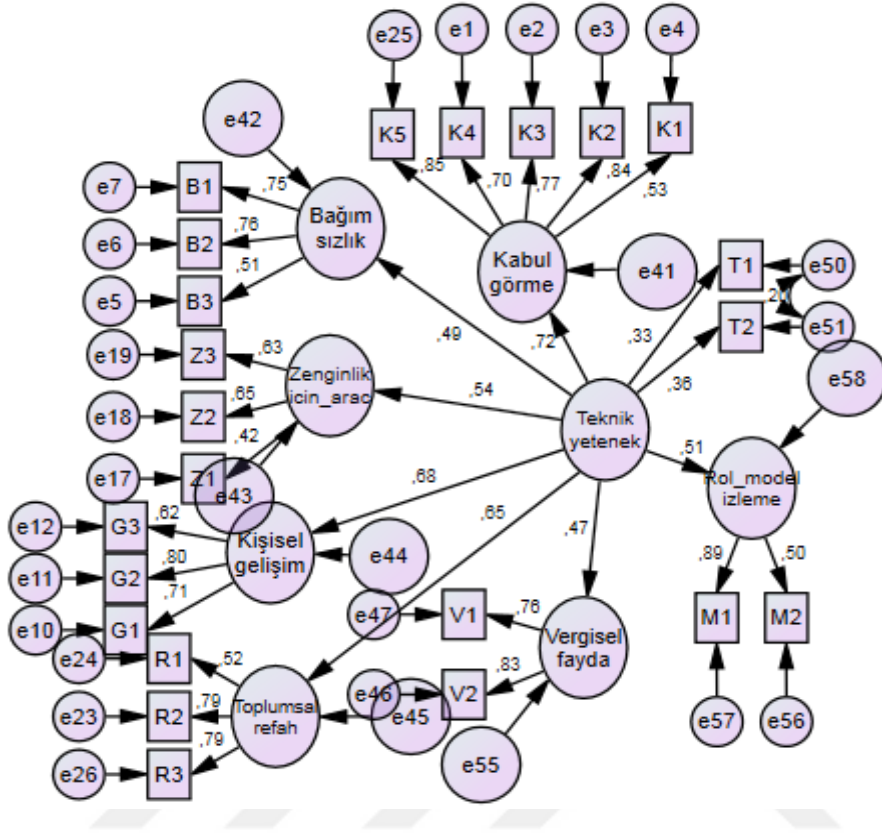 e25
e1
e2
e3
e4
K5
K4
K3
K2
K1
,85
,70
,77
,84
,53
e42
e7
B1
,75
e6
B2
,76
e5
B3
,51
Bağım
sızlık
Kabul
görme
e41
T1
e50
T2
e51
,33
,36
e58
,49
,72
e19
Z3
,63
e18
Z2
,65
e17
Z1
,42
Zenginlik
icin_arac
,54
Teknik
yetenek
,51
Rol_model
izleme
e43
,68
,65
,47
e12
G3
,62
e11
G2
,80
e10
G1
,71
Kişisel
gelişim
e44
,89
,50
M1
M2
e57
e56
e47
V1
,76
e46
V2
,83
Vergisel
fayda
e45
e55
e24
R1
,52
e23
R2
,79
e26
R3
,79
Toplumsal
refah